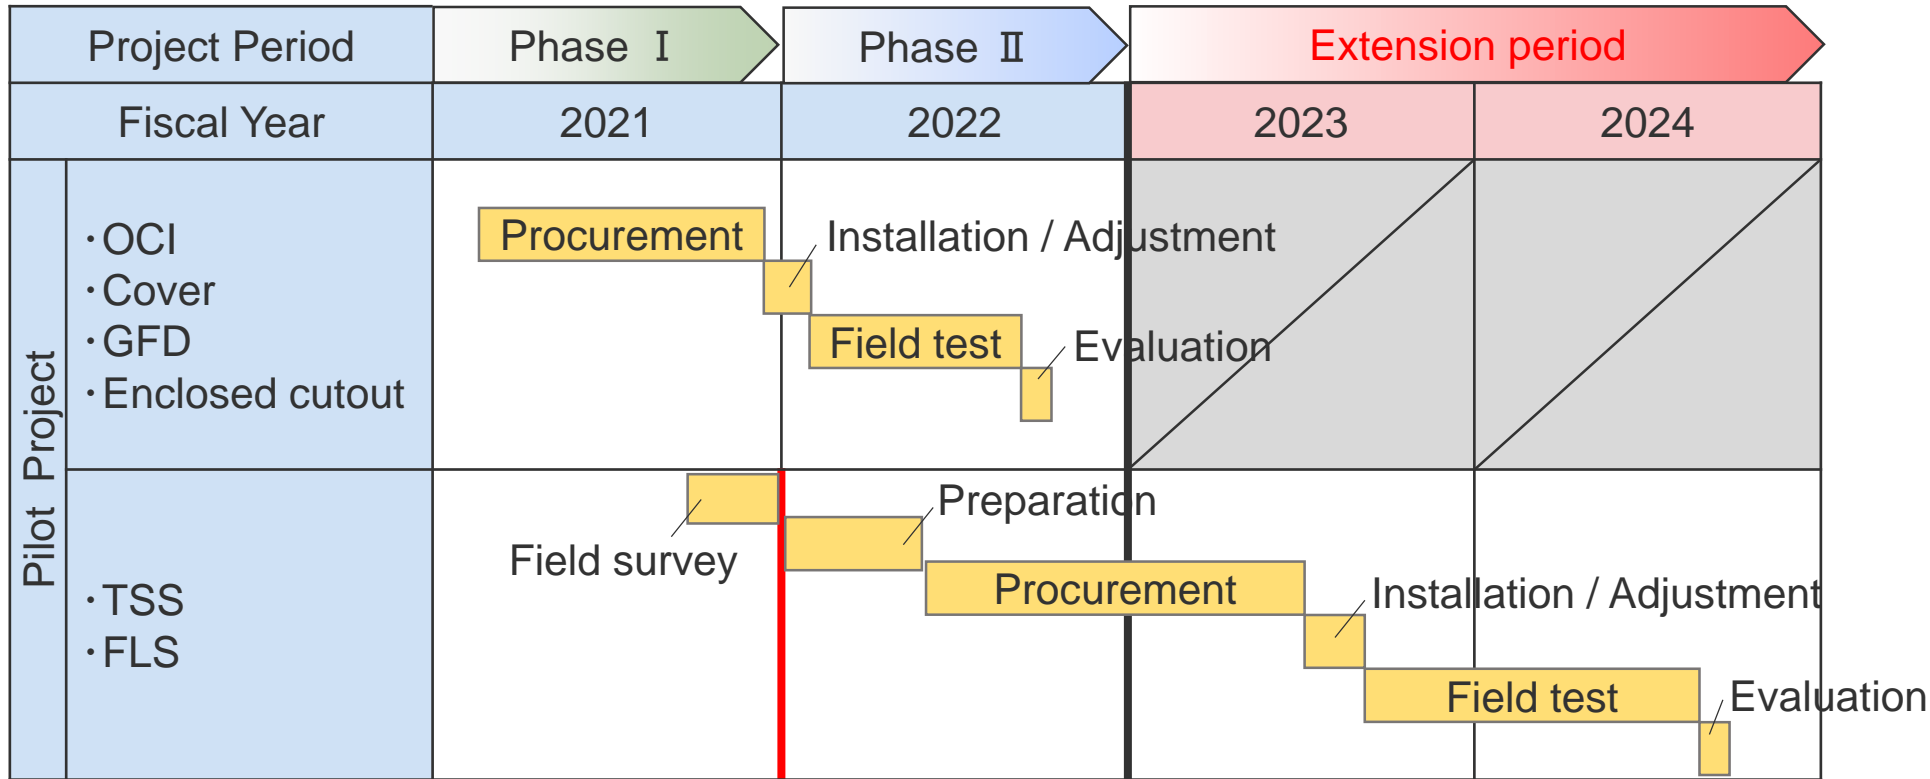 Project Period
Phase Ⅰ
Phase Ⅱ
Extension period
Fiscal Year
2021
2022
2023
2024
Pilot Project
・OCI
・Cover
・GFD
・Enclosed cutout
Procurement
Installation / Adjustment
Field test
Evaluation
・TSS
・FLS
Field survey
Preparation
Procurement
Installation / Adjustment
Field test
Evaluation